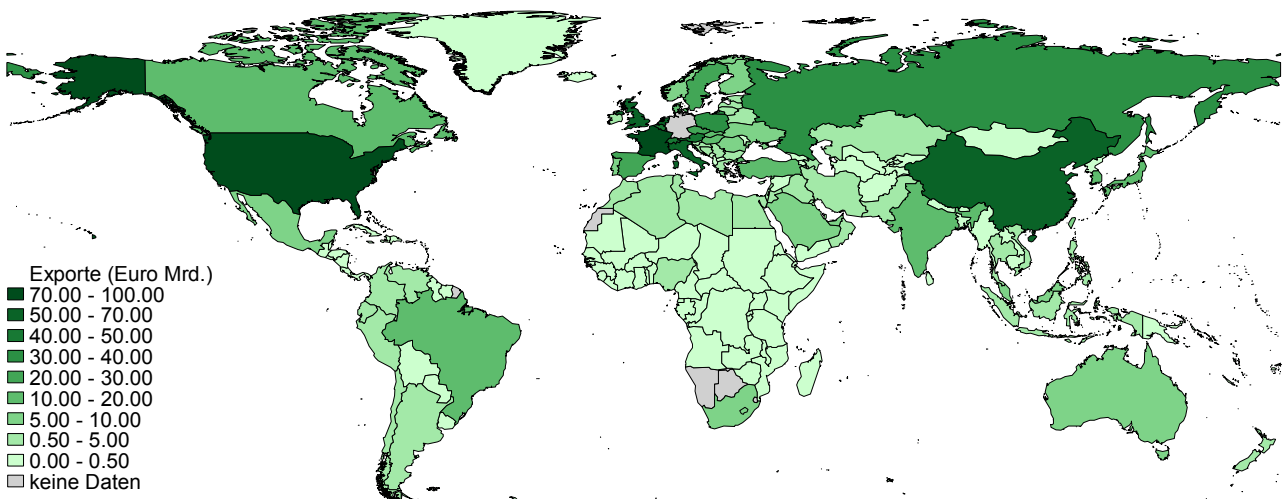 Exporte (Euro Mrd.)
70.00 - 100.00
50.00 - 70.00
40.00 - 50.00
30.00 - 40.00
20.00 - 30.00
10.00 - 20.00
5.00 - 10.00
0.50 - 5.00
0.00 - 0.50
keine Daten